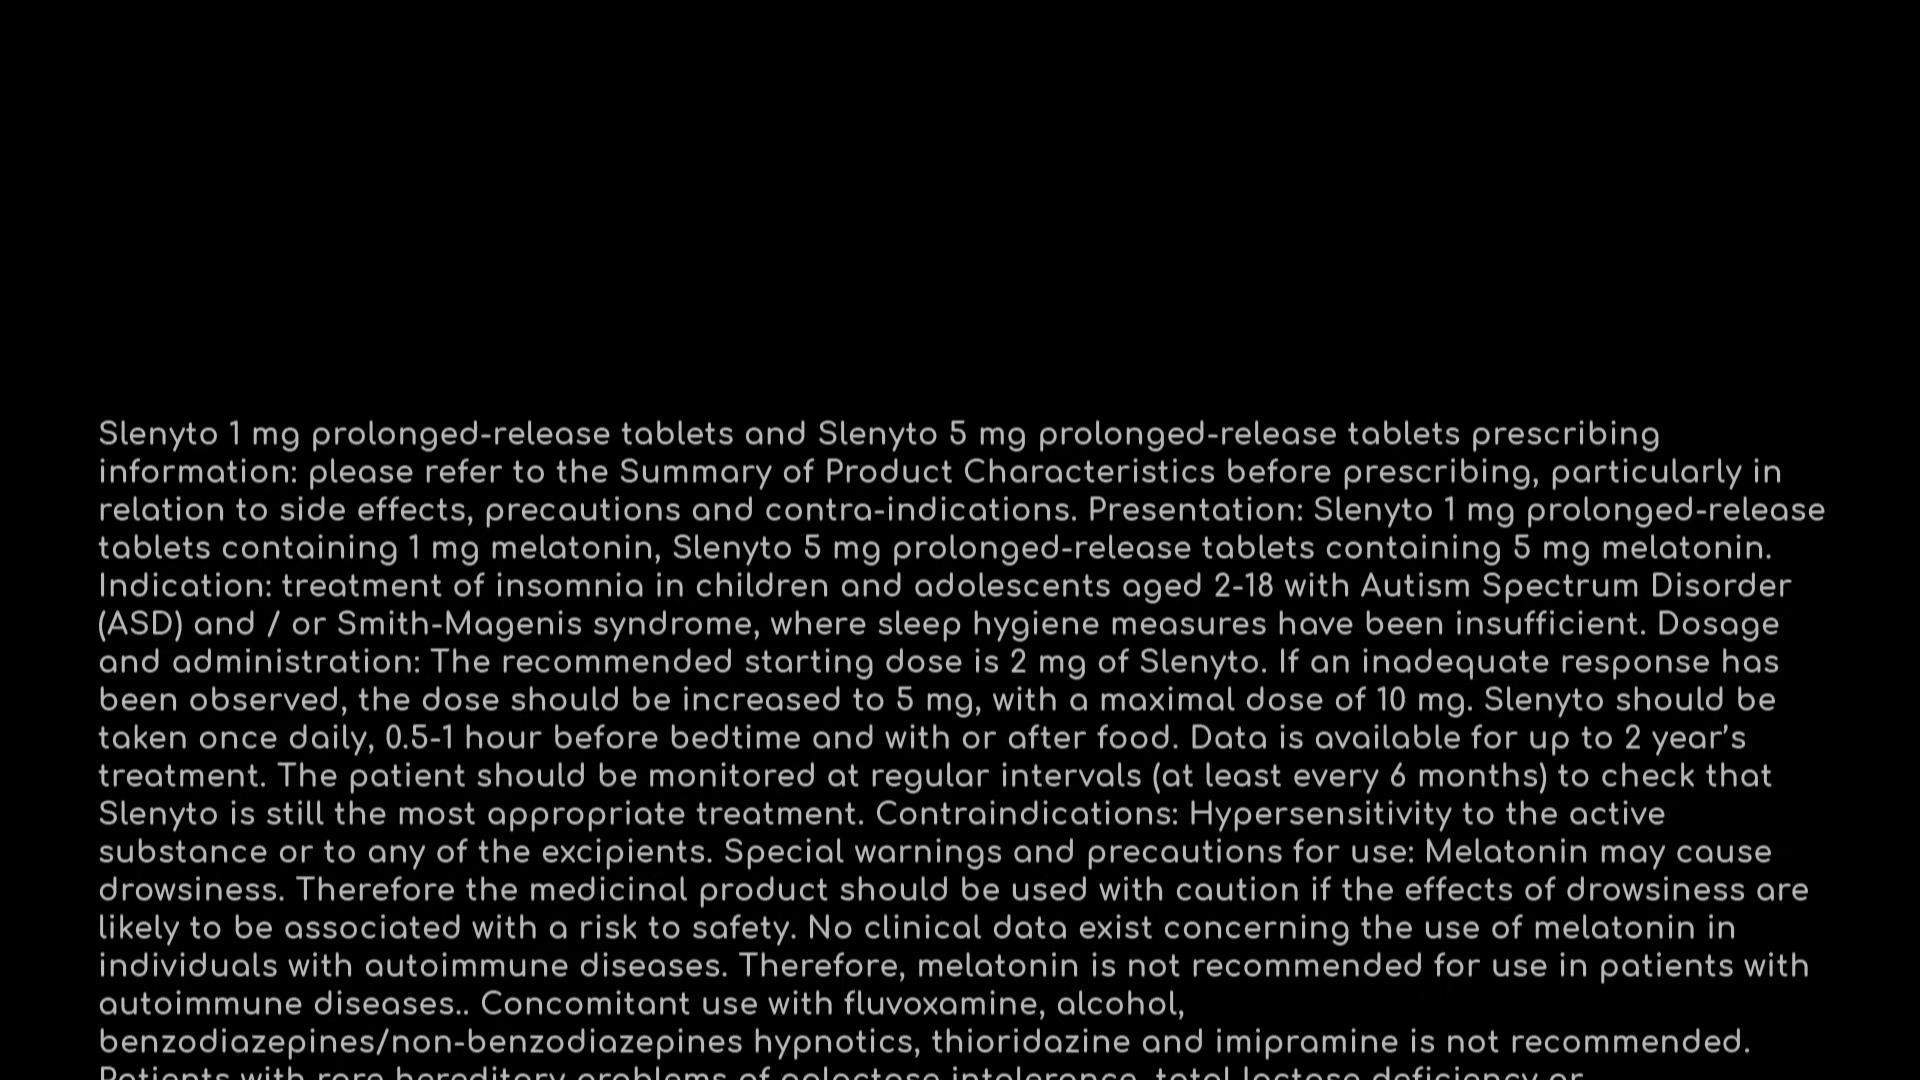 Slenyto 1 mg prolonged-release tablets and Slenyto 5 mg prolonged-release tablets prescribing
information: please refer to the Summary of Product Characteristics before prescribing, particularly in
relation to side effects, precautions and contra-indications. Presentation: Slenyto 1 mg prolonged-release
tablets containing 1 mg melatonin, Slenyto 5 mg prolonged-release tablets containing 5 mg melatonin.
Indication: treatment of insomnia in children and adolescents aged 2-18 with Autism Spectrum Disorder
(ASD) and / or Smith-Magenis syndrome, where sleep hygiene measures have been insufficient. Dosage
and administration: The recommended starting dose is 2 mg of Slenyto. If an inadequate response has
been observed, the dose should be increased to 5 mg, with a maximal dose of 10 mg. Slenyto should be
taken once daily, 0.5-1 hour before bedtime and with or after food. Data is available for up to 2 year's
treatment. The patient should be monitored at regular intervals (at least every 6 months) to check that
Slenyto is still the most appropriate treatment. Contraindications: Hypersensitivity to the active
substance or to any of the excipients. Special warnings and precautions for use: Melatonin may cause
drowsiness. Therefore the medicinal product should be used with caution if the effects of drowsiness are
likely to be associated with a risk to safety. No clinical data exist concerning the use of melatonin in
individuals with autoimmune diseases. Therefore, melatonin is not recommended for use in patients with
autoimmune diseases.. Concomitant use with fluvoxamine, alcohol,
benzodiazepines/non-benzodiazepines hypnotics, thioridazine and imipramine is not recommended.
Patients with rare hereditary problems of galactose intolerance, total lactose deficiency or